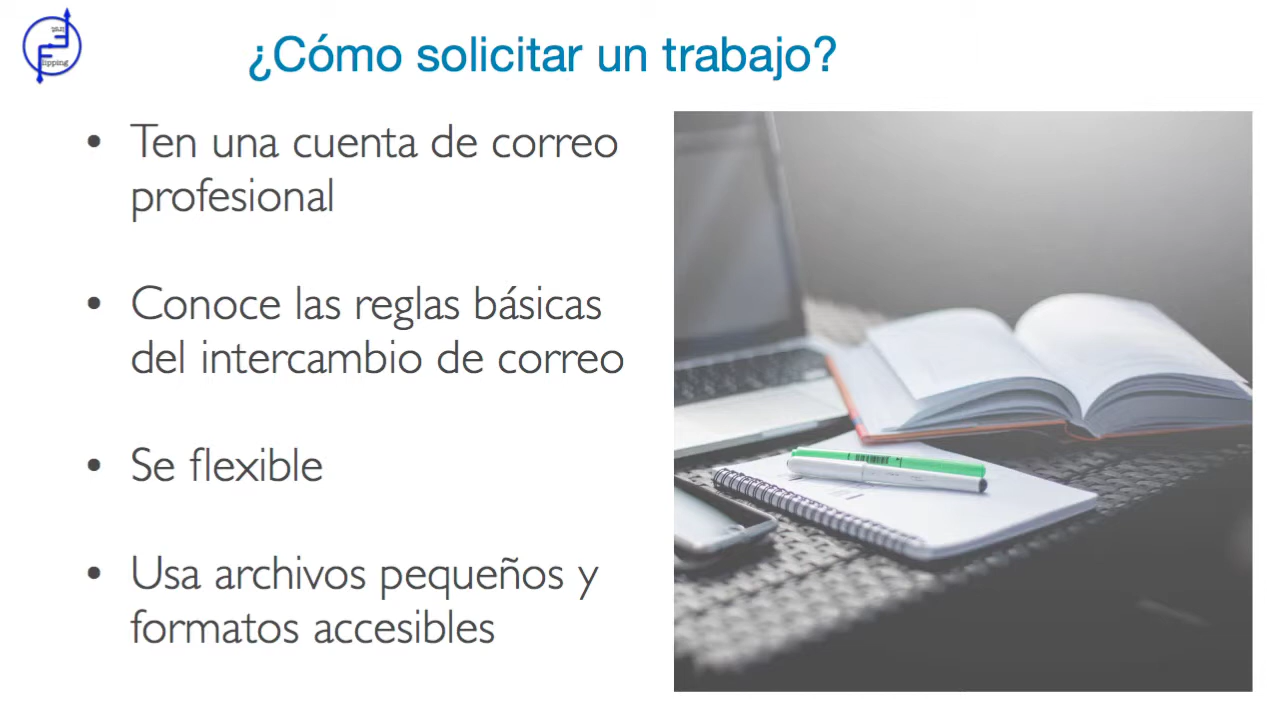 ¿Cómo solicitar un trabajo?
• Ten una cuenta de correo
profesional
• Conoce las reglas básicas
del intercambio de correo
• Se flexible
• Usa archivos pequeños y
formatos accesibles
lipping